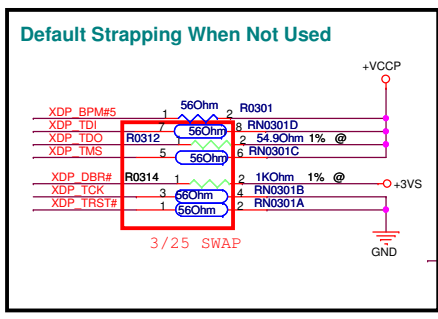 Default Strapping When Not Used
+VCCP
XDP_BPM#5 1 56Ohm 2 R0301
XDP_TDI 7 56Ohm 8 RN0301D
XDP_TDO R0312 1 2 54.9Ohm 1% @
XDP_TMS 5 56Ohm 6 RN0301C
XDP_DBR# R0314 1 2 1KOhm 1% @ +3VS
XDP_TCK 3 56Ohm 4 RN0301B
XDP_TRST# 1 56Ohm 2 RN0301A
3/25 SWAP
GND